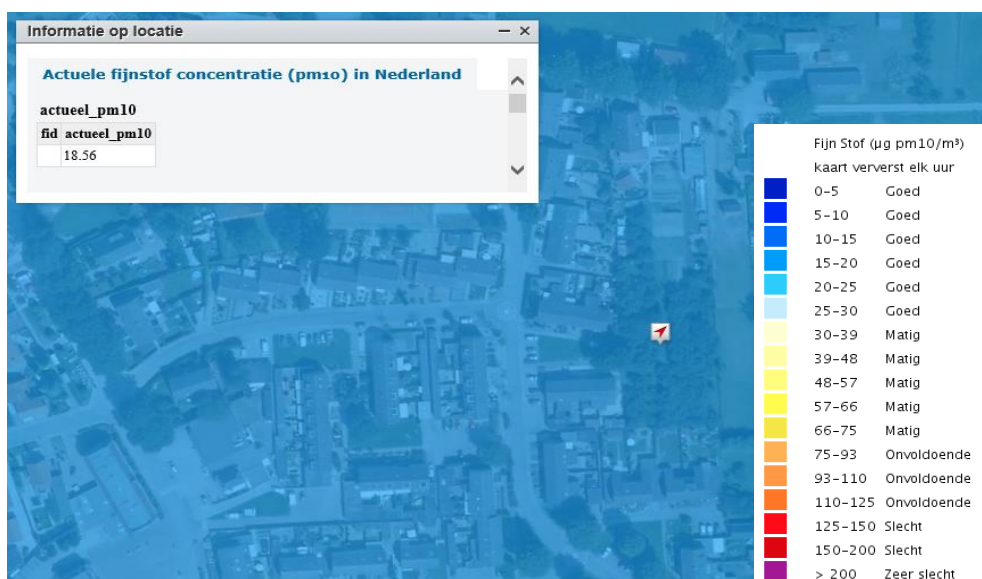 Informatie op locatie
Actuele fijnstof concentratie (pm10) in Nederland
actueel_pm10
fid actueel_pm10
18.56
Fijn Stof (µg pm10/m³)
kaart ververst elk uur
0-5 Goed
5-10 Goed
10-15 Goed
15-20 Goed
20-25 Goed
25-30 Goed
30-39 Matig
39-48 Matig
48-57 Matig
57-66 Matig
66-75 Matig
75-93 Onvoldoende
93-110 Onvoldoende
110-125 Onvoldoende
125-150 Slecht
150-200 Slecht
> 200 Zeer slecht